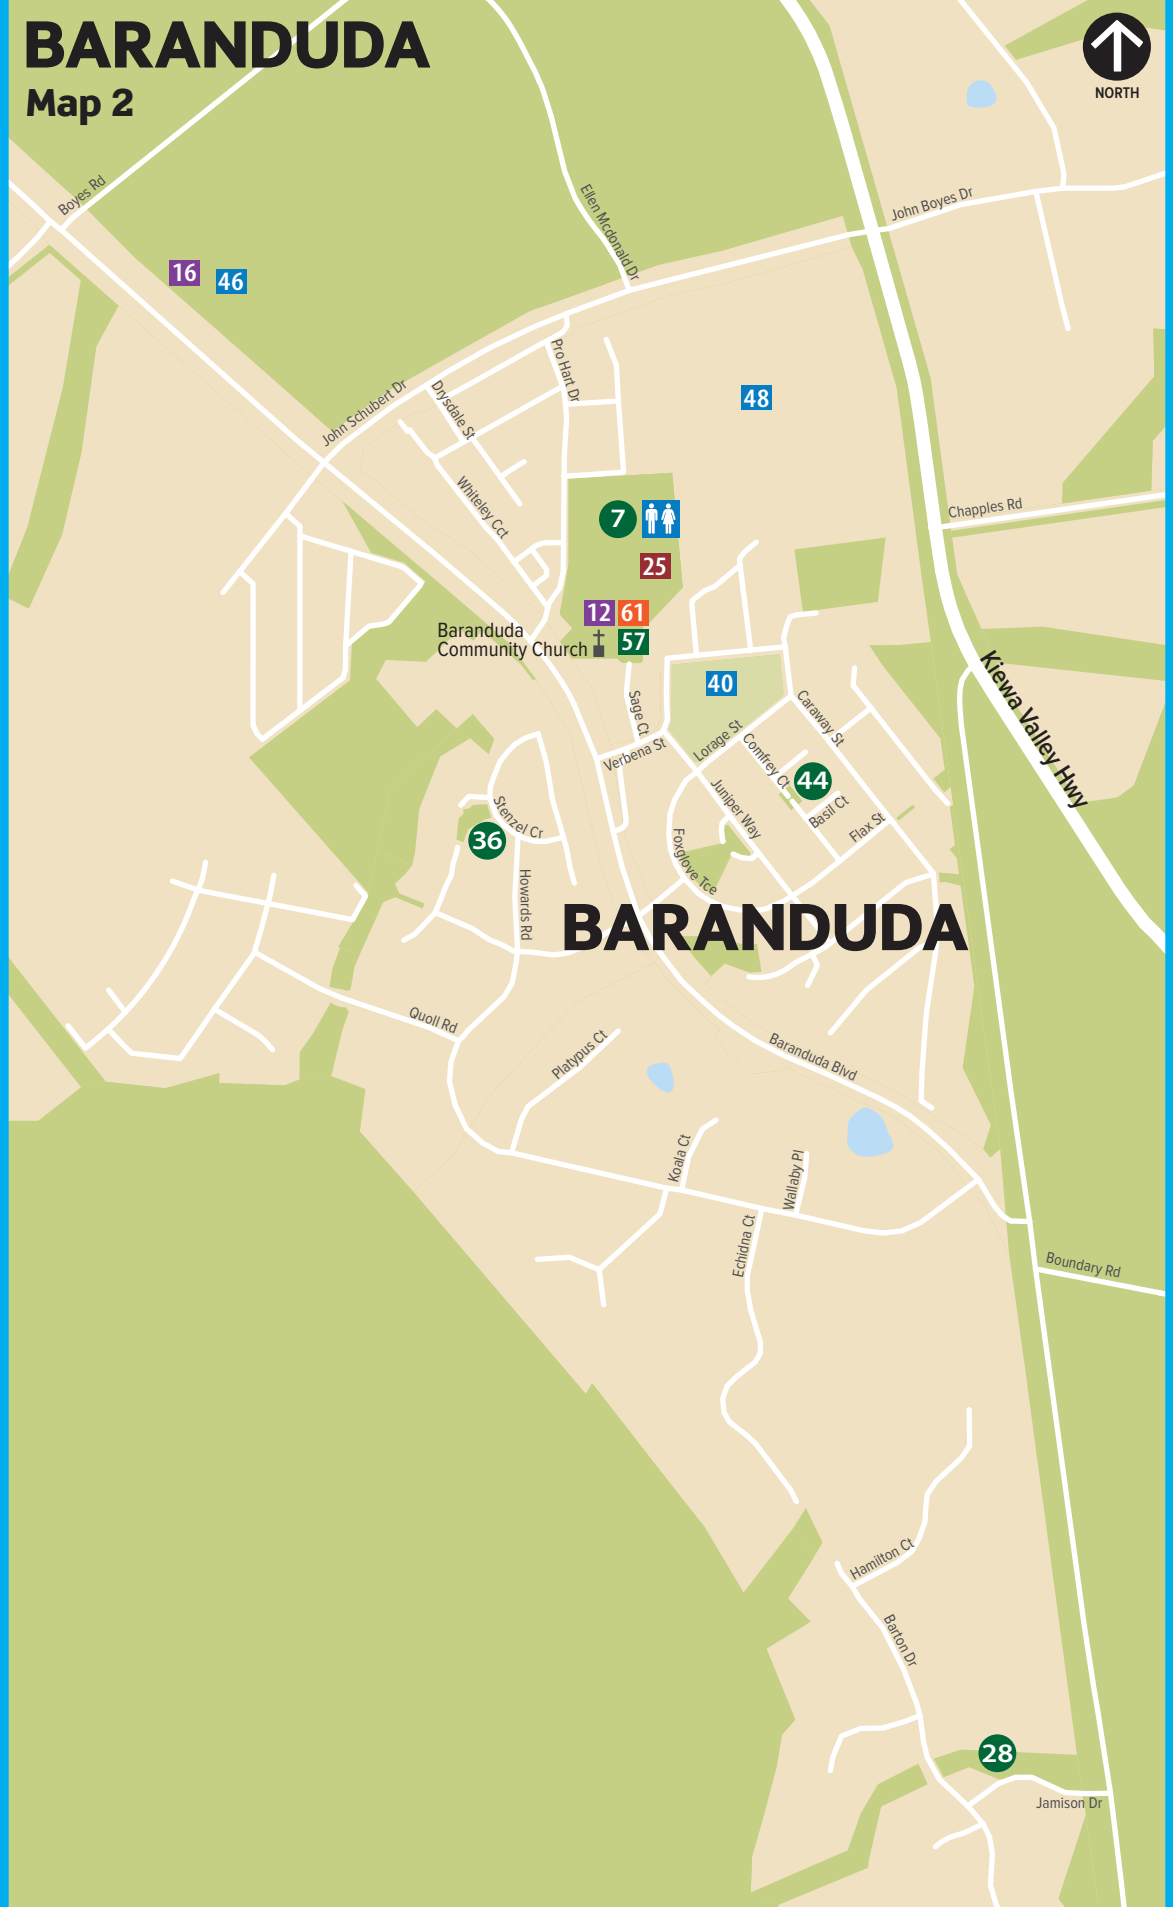 BARANDUDA
Map 2
NORTH
Boyes Rd
Ellen Mcdonald Dr
John Boyes Dr
16
46
Pro Hart Dr
John Schubert Dr
Drysdale St
48
Whiteley Cct
Chapples Rd
7
25
12
61
Baranduda
Community Church
57
40
Kiewa Valley Hwy
Sage Ct
Caraway St
Verbena St
Lorage St
Comfrey Ct
44
Juniper Way
Basil Ct
Flax St
Stenzel Cr
36
Foxglove Tce
Howards Rd
BARANDUDA
Quoll Rd
Platypus Ct
Baranduda Blvd
Koala Ct
Wallaby Pl
Echidna Ct
Boundary Rd
Hamilton Ct
Barton Dr
28
Jamison Dr